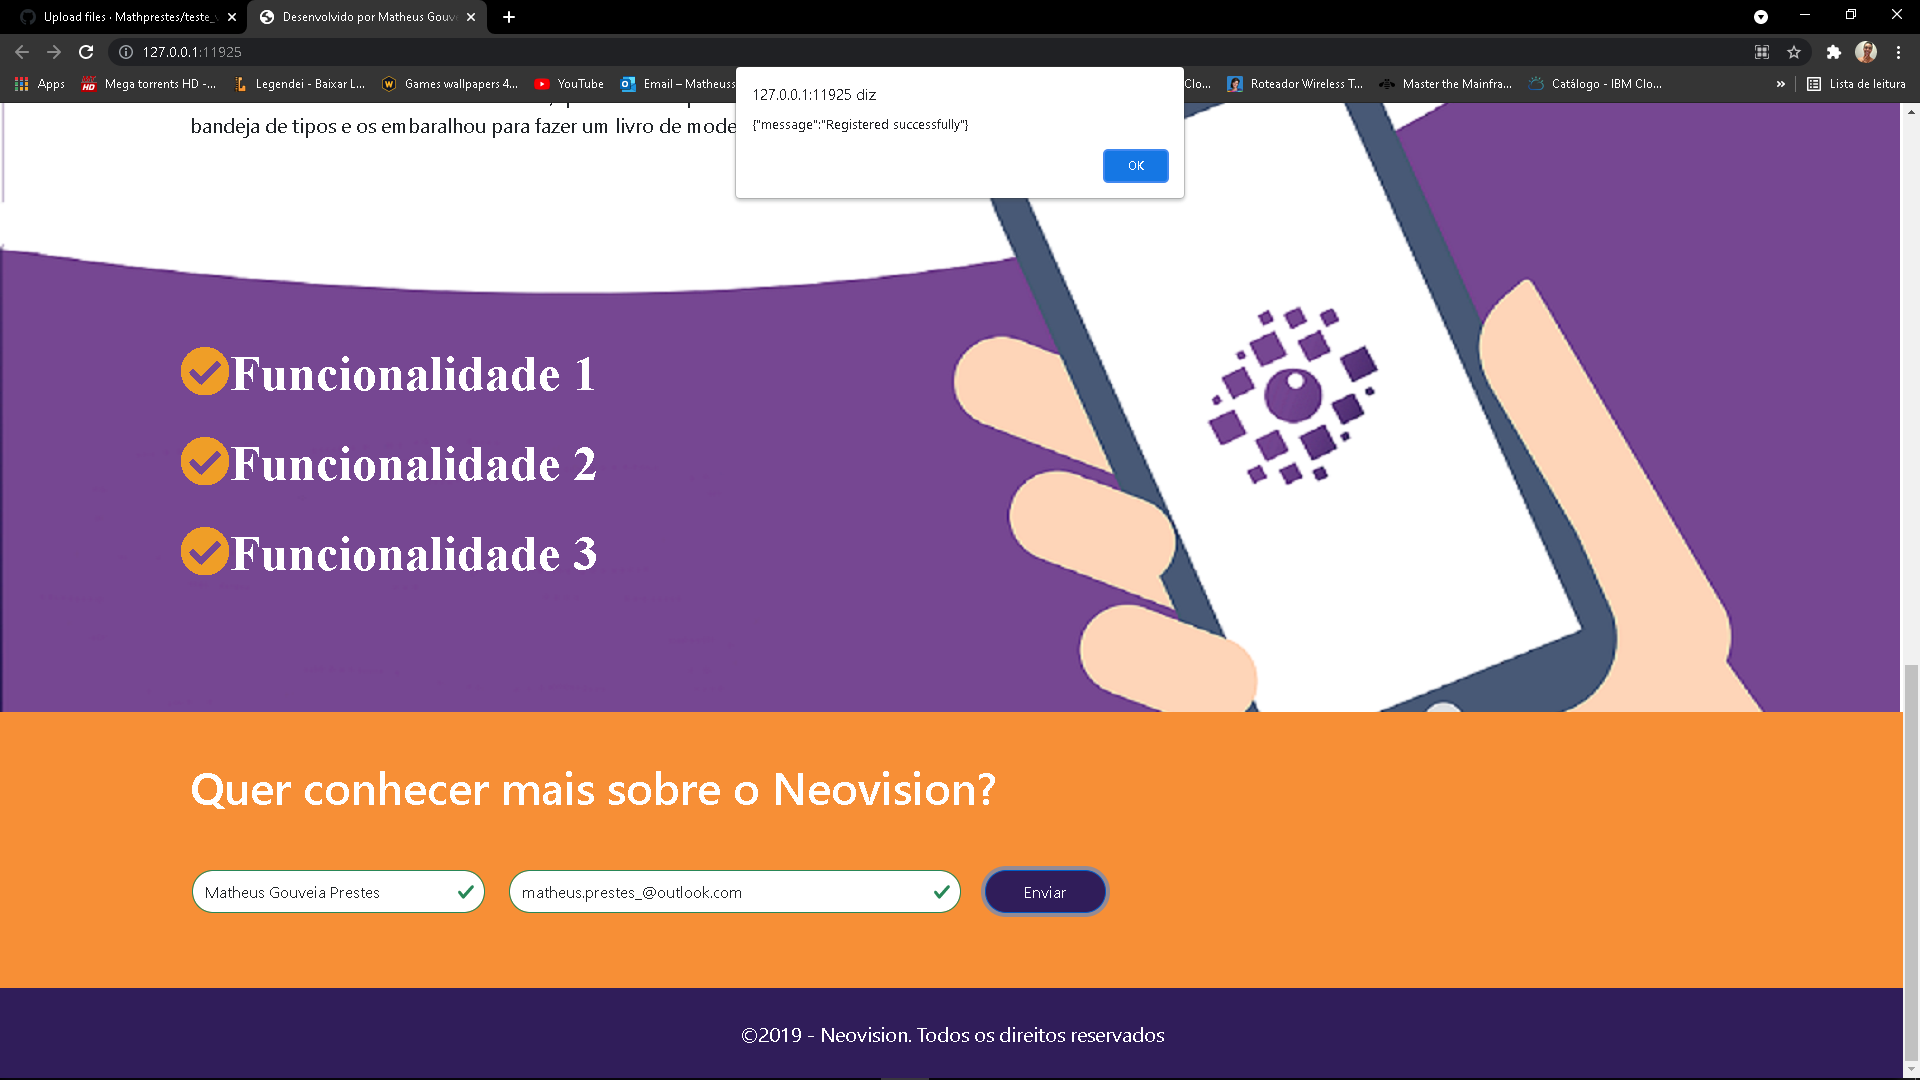 Upload files · Mathprestes/teste_
Desenvolvido por Matheus Gouv
127.0.0.1:11925
Apps
Mega torrents HD -...
Legendei - Baixar L...
Games wallpapers 4...
YouTube
Email – Matheuss
Clo...
Roteador Wireless T...
Master the Mainfra...
Catálogo - IBM Clo...
»
Lista de leitura
127.0.0.1:11925 diz
{"message":"Registered successfully"}
OK
bandeja de tipos e os embaralhou para fazer um livro de mode
Funcionalidade 1
Funcionalidade 2
Funcionalidade 3
Quer conhecer mais sobre o Neovision?
Matheus Gouveia Prestes
matheus.prestes_@outlook.com
Enviar
©2019 - Neovision. Todos os direitos reservados